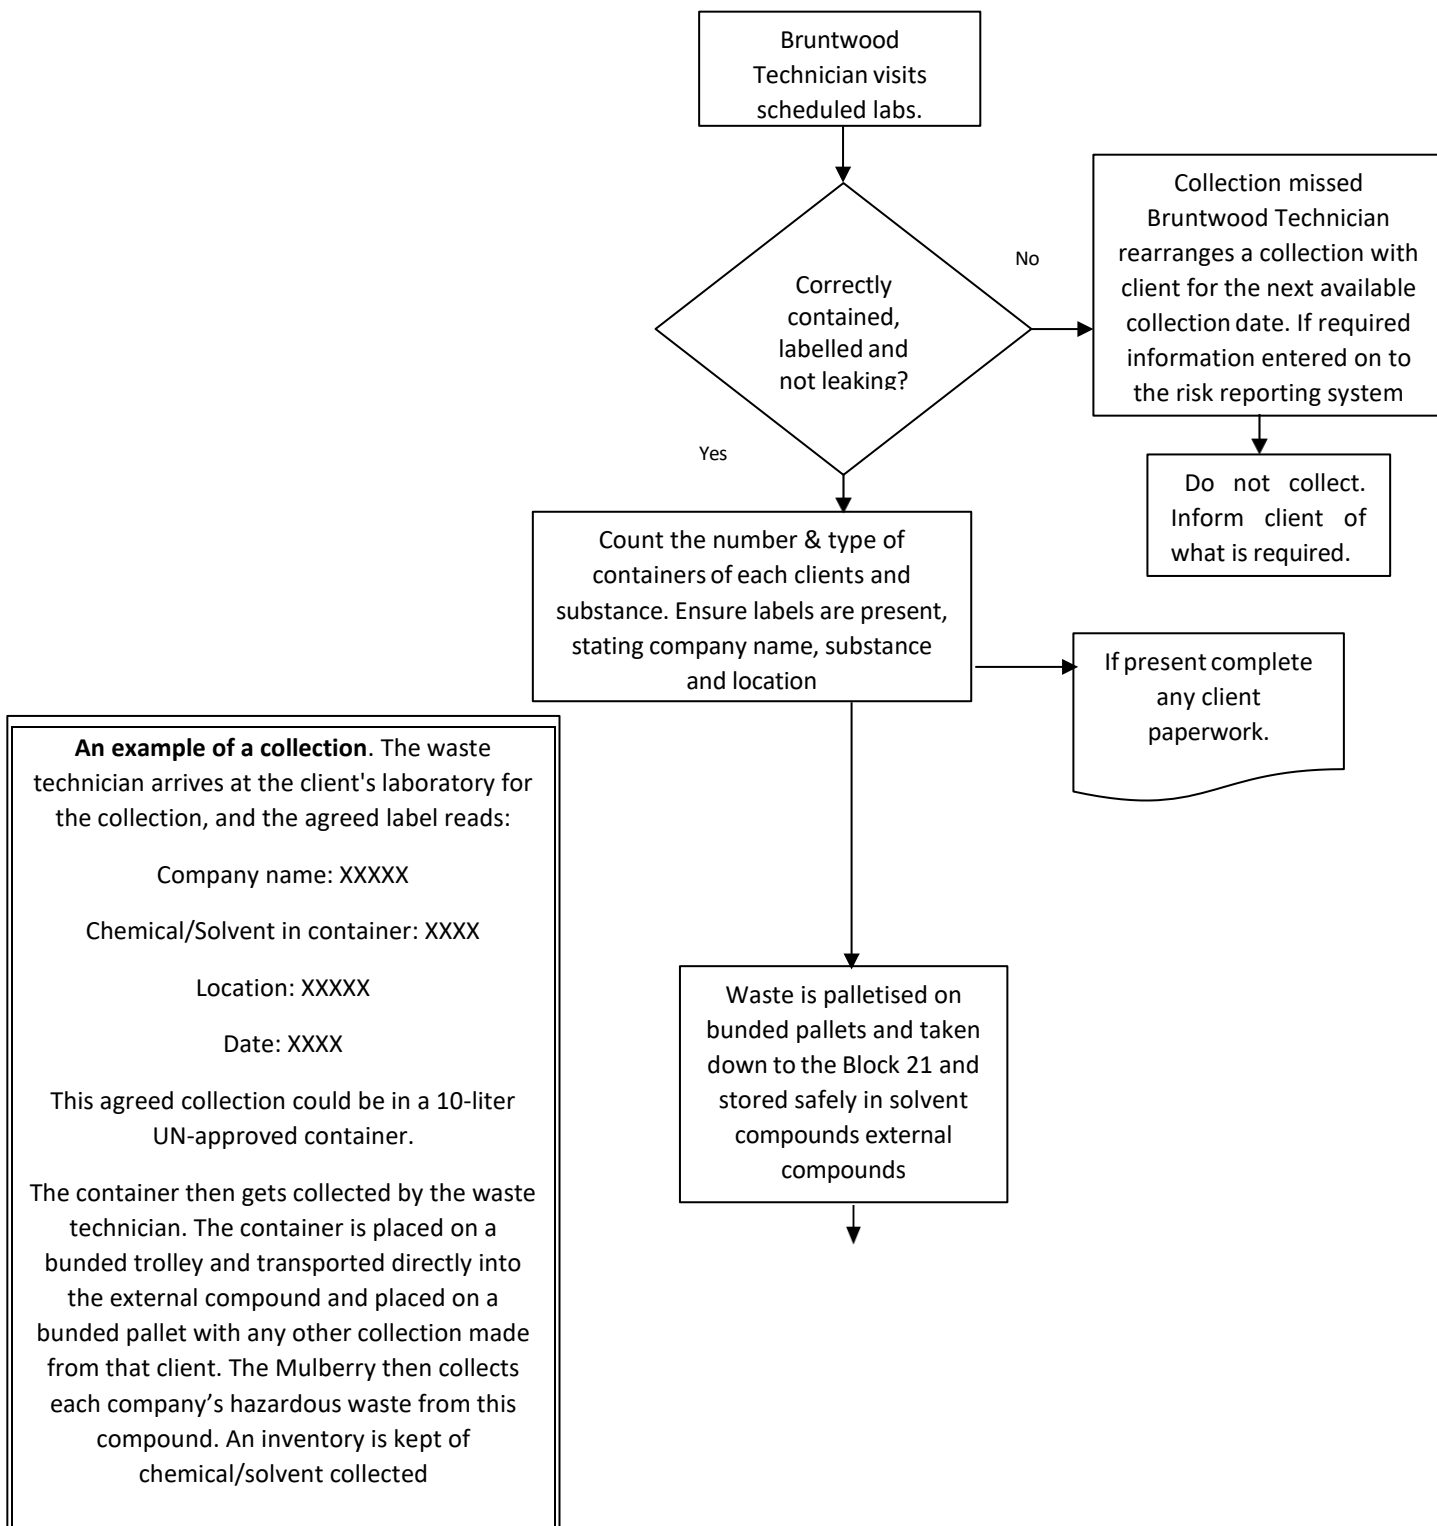 Bruntwood
Technician visits
scheduled labs.
Collection missed
Bruntwood Technician
rearranges a collection with
client for the next available
collection date. If required
information entered on to
the risk reporting system
No
Correctly
contained,
labelled and
not leaking?
Yes
Do not collect.
Inform client of
what is required.
Count the number & type of
containers of each clients and
substance. Ensure labels are present,
stating company name, substance
and location
If present complete
any client
paperwork.
An example of a collection. The waste
technician arrives at the client's laboratory for
the collection, and the agreed label reads:
Company name: XXXXX
Chemical/Solvent in container: XXXX
Location: XXXXX
Date: XXXX
This agreed collection could be in a 10-liter
UN-approved container.
The container then gets collected by the waste
technician. The container is placed on a
bunded trolley and transported directly into
the external compound and placed on a
bunded pallet with any other collection made
from that client. The Mulberry then collects
each company’s hazardous waste from this
compound. An inventory is kept of
chemical/solvent collected
Waste is palletised on
bunded pallets and taken
down to the Block 21 and
stored safely in solvent
compounds external
compounds